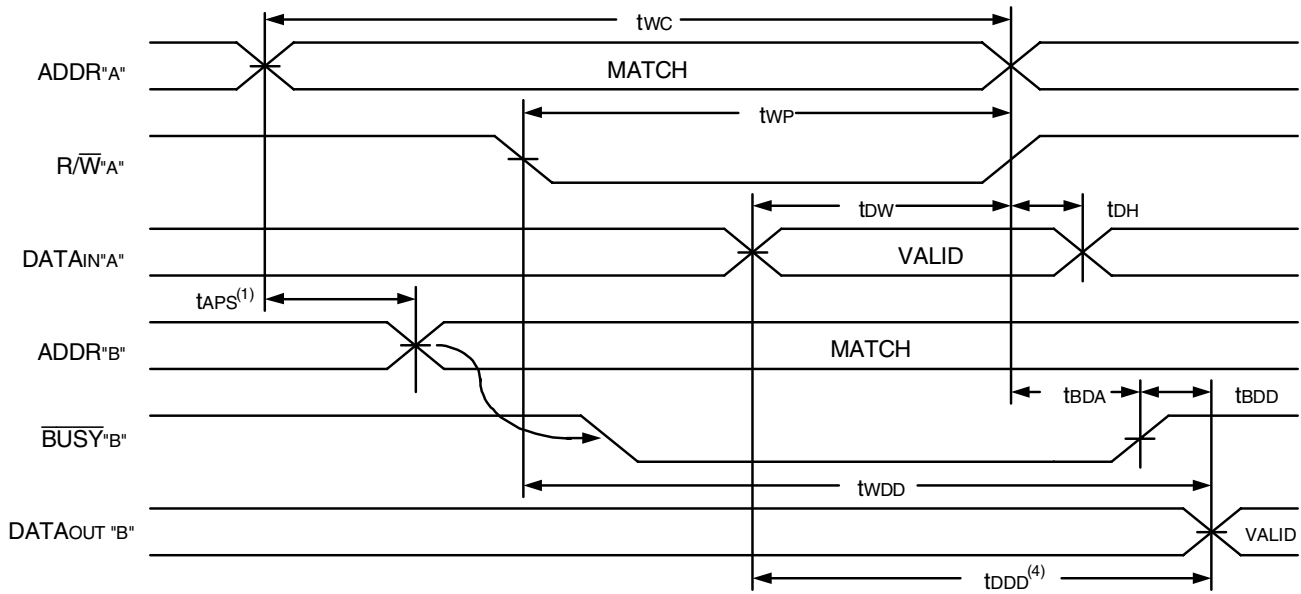 tWC
ADDR"A" MATCH
tWP
R/W̅"A"
tDW tDH
DATAIN"A" VALID
tAPS(1)
ADDR"B" MATCH
tBDA tBDD
B̅U̅S̅Y̅"B"
tWDD
DATAOUT "B" VALID
tDDD(4)